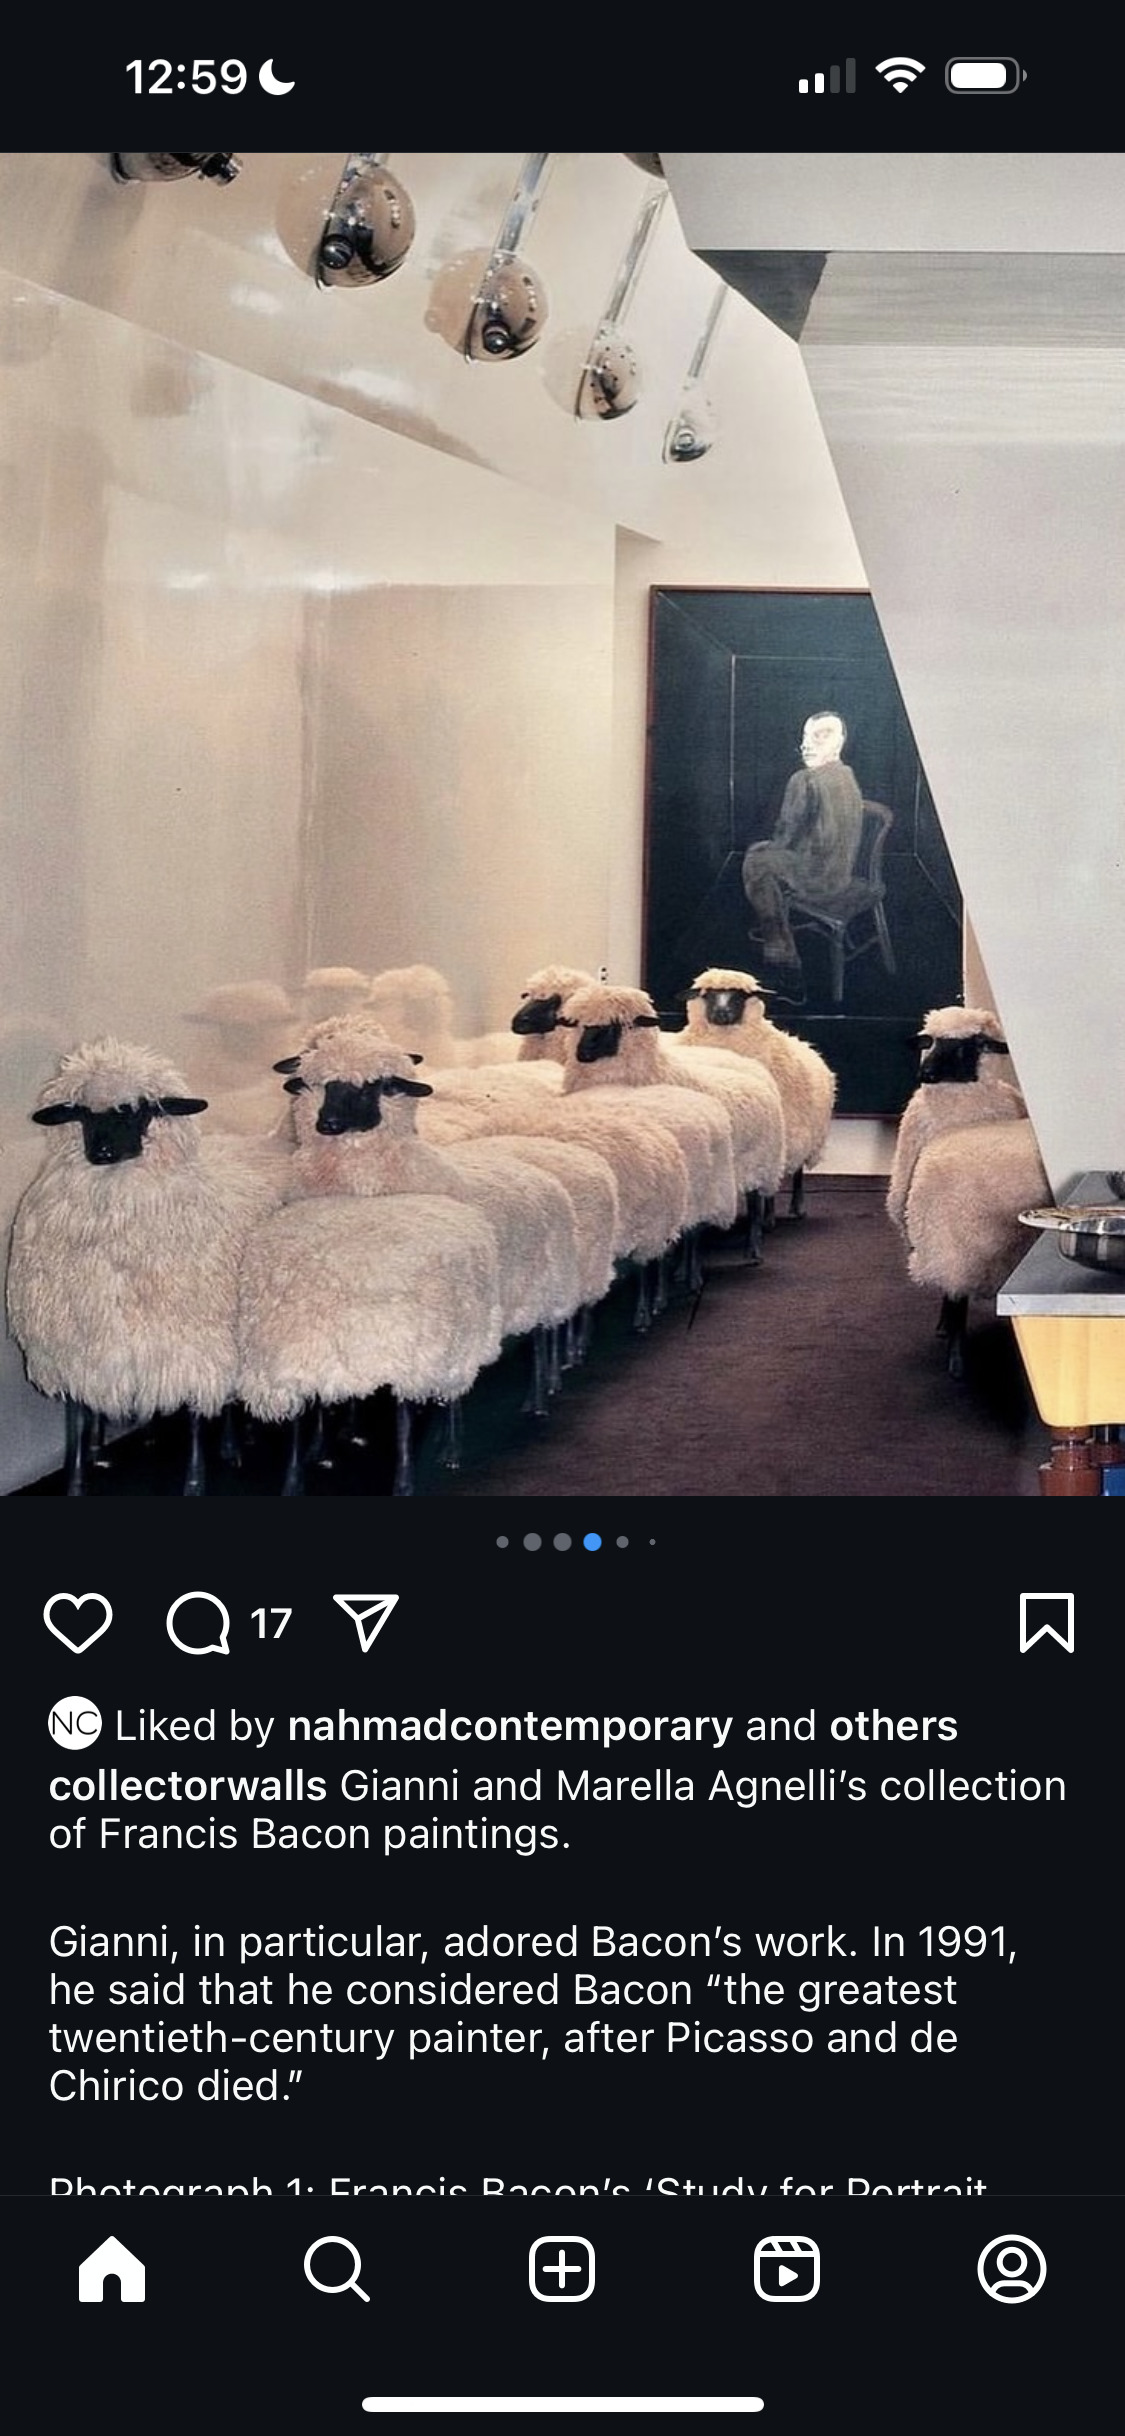 12:59
17
NC Liked by nahmadcontemporary and others
collectorwalls Gianni and Marella Agnelli’s collection
of Francis Bacon paintings.
Gianni, in particular, adored Bacon’s work. In 1991,
he said that he considered Bacon “the greatest
twentieth-century painter, after Picasso and de
Chirico died.”
Photograph 1: Francis Bacon’s ‘Study for Portrait